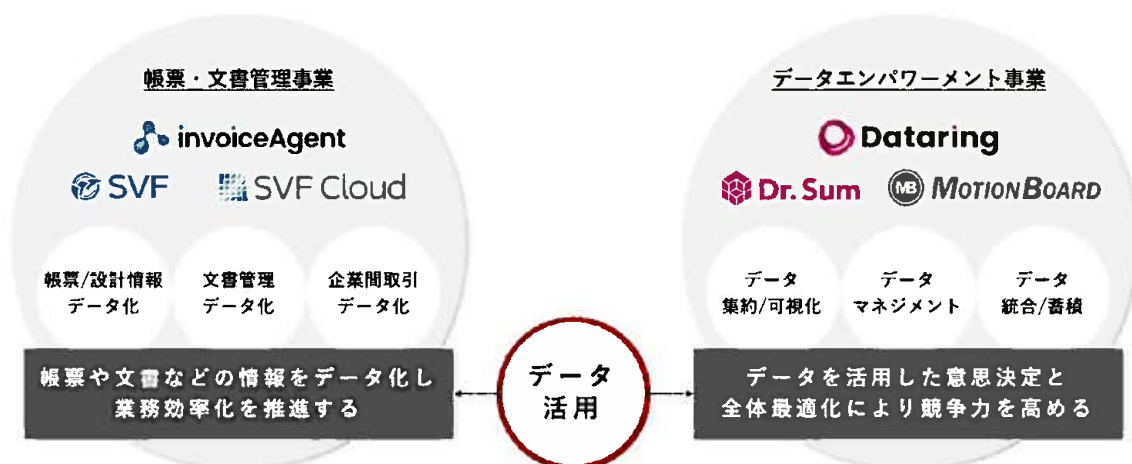 帳票・文書管理事業
invoiceAgent
SVF
SVF Cloud
帳票/設計情報
データ化
文書管理
データ化
企業間取引
データ化
帳票や文書などの情報をデータ化し
業務効率化を推進する
データ
活用
データエンパワーメント事業
Dataring
Dr.Sum
MB
MOTIONBOARD
データ
集約/可視化
データ
マネジメント
データ
統合/蓄積
データを活用した意思決定と
全体最適化により競争力を高める